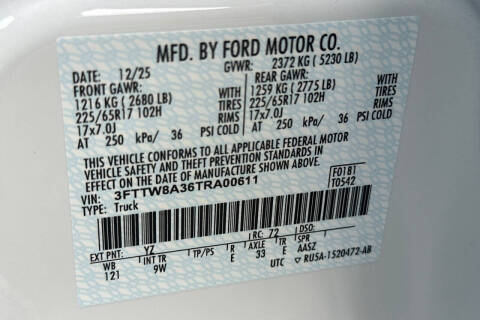 MFD. BY FORD MOTOR CO.
DATE: 12/25 GVWR: 2372 KG ( 5230 LB)
FRONT GAWR: REAR GAWR:
1216 KG ( 2680 LB) WITH 1259 KG ( 2775 LB) WITH
225/65R17 102H TIRES 225/65R17 102H TIRES
17x7.0J RIMS 17x7.0J RIMS
AT 250 kPa/ 36 PSI COLD AT 250 kPa/ 36 PSI COLD
THIS VEHICLE CONFORMS TO ALL APPLICABLE FEDERAL MOTOR
VEHICLE SAFETY AND THEFT PREVENTION STANDARDS IN
EFFECT ON THE DATE OF MANUFACTURE SHOWN ABOVE.
VIN: 3FTTW8A36TRA00611 F0181
TYPE: Truck T0542
EXT PNT: YZ RC: 72 DSO:
WB INT TR TP/PS R AXLE TR SPR
121 9W E 33 E AASZ
UTC RU5A-1520472-AB